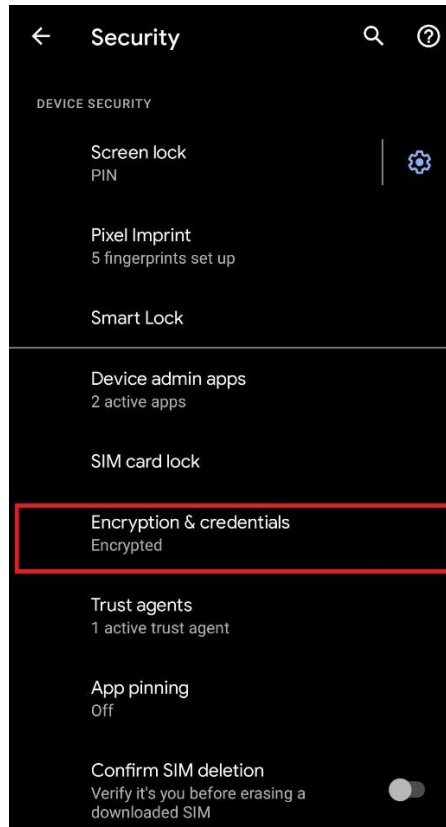 Security
DEVICE SECURITY
Screen lock
PIN
Pixel Imprint
5 fingerprints set up
Smart Lock
Device admin apps
2 active apps
SIM card lock
Encryption & credentials
Encrypted
Trust agents
1 active trust agent
App pinning
Off
Confirm SIM deletion
Verify it's you before erasing a
downloaded SIM